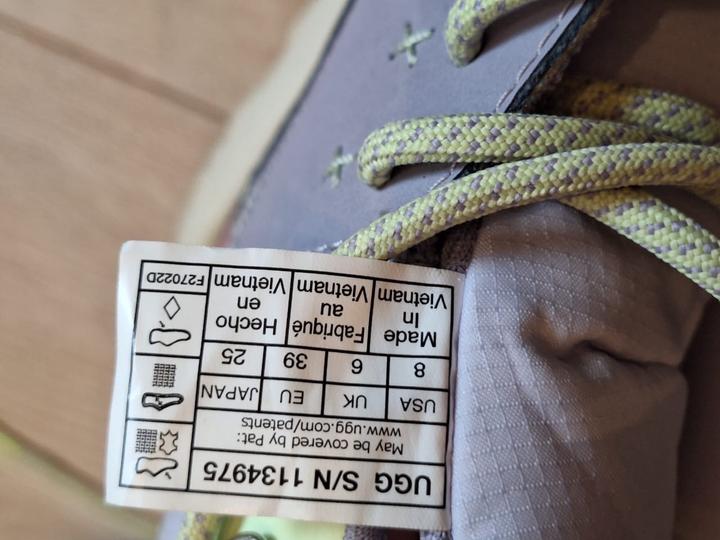 UGG S/N 1134975
May be covered by Pat:
www.ugg.com/patents
USA UK EU JAPAN
8 6 39 25
Made In Vietnam
Fabriqué au Vietnam
Hecho en Vietnam
F27022D